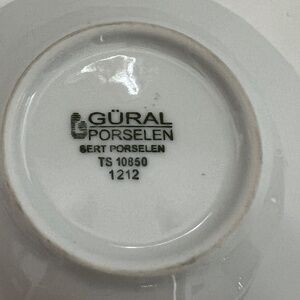 GÜRAL
PORSELEN
SERT PORSELEN
TS 10850
1212